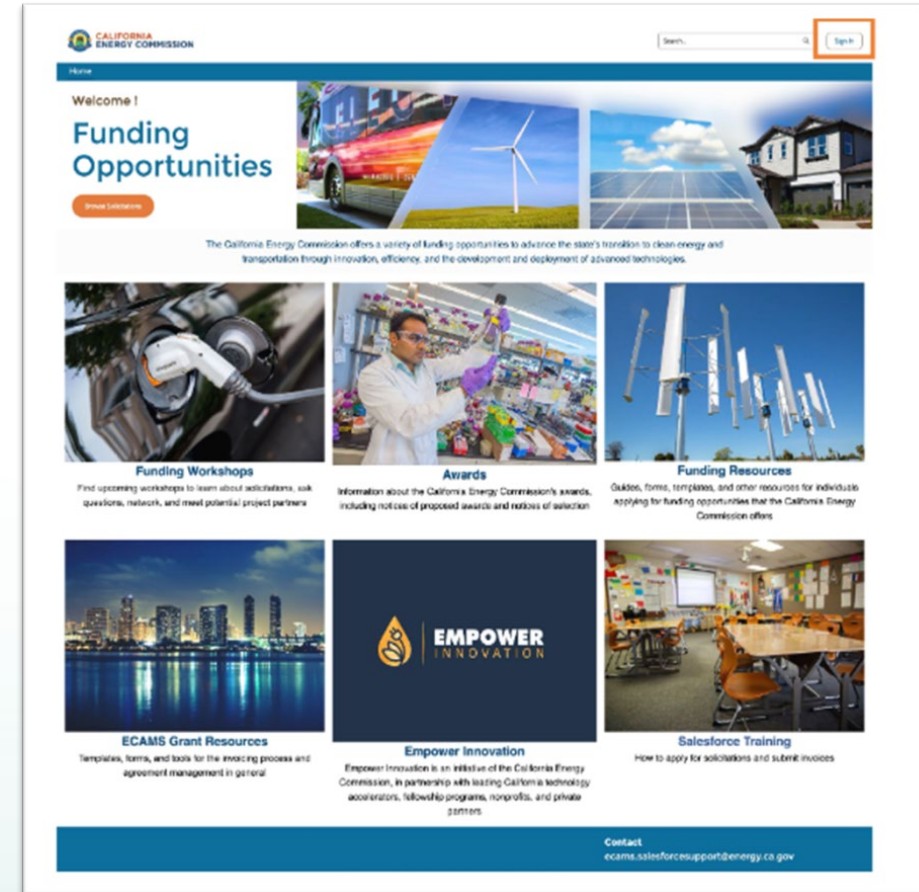 CALIFORNIA
ENERGY COMMISSION
Search...
Sign In
Home
Welcome !
Funding
Opportunities
Browse Solicitations
The California Energy Commission offers a variety of funding opportunities to advance the state's transition to clean energy and
transportation through innovation, efficiency, and the development and deployment of advanced technologies.
Funding Workshops
Find upcoming workshops to learn about solicitations, ask
questions, network, and meet potential project partners
Awards
Information about the California Energy Commission's awards,
including notices of proposed awards and notices of selection
Funding Resources
Guides, forms, templates, and other resources for individuals
applying for funding opportunities that the California Energy
Commission offers
EMPOWER
INNOVATION
ECAMS Grant Resources
Templates, forms, and tools for the invoicing process and
agreement management in general
Empower Innovation
Empower Innovation is an initiative of the California Energy
Commission, in partnership with leading California technology
accelerators, fellowship programs, nonprofits, and private
partners
Salesforce Training
How to apply for solicitations and submit invoices
Contact
ecams.salesforcesupport@energy.ca.gov